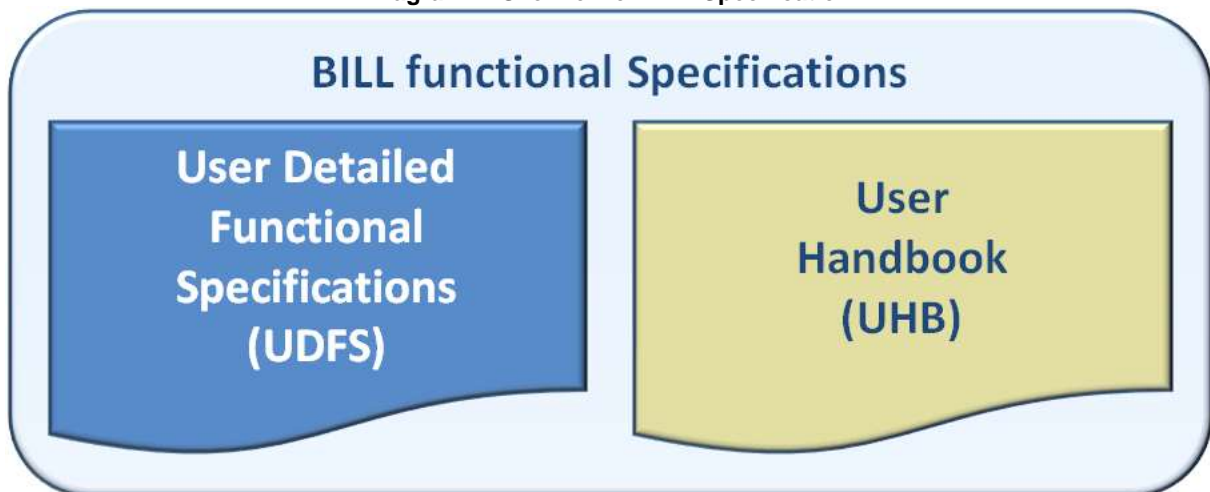 BILL functional Specifications
User Detailed
Functional
Specifications
(UDFS)
User
Handbook
(UHB)